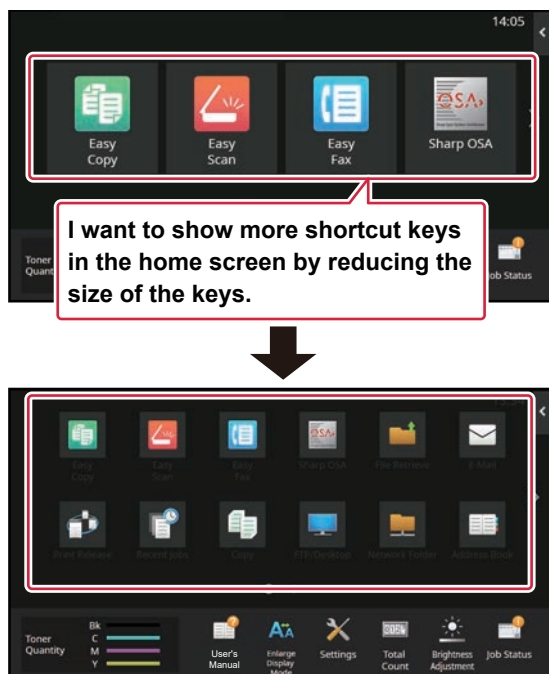 14:05
Easy
Copy
Easy
Scan
Easy
Fax
Sharp OSA
I want to show more shortcut keys
in the home screen by reducing the
size of the keys.
Toner
Job Status
Easy
Copy
Easy
Scan
Easy
Fax
Sharp OSA
File Retrieve
E-Mail
Print Release
Recent Jobs
Copy
FTP/Desktop
Network Folder
Address Book
Toner
Quantity
Bk
C
M
Y
User's
Manual
Enlarge
Display
Mode
Settings
Total
Count
Brightness
Adjustment
Job Status